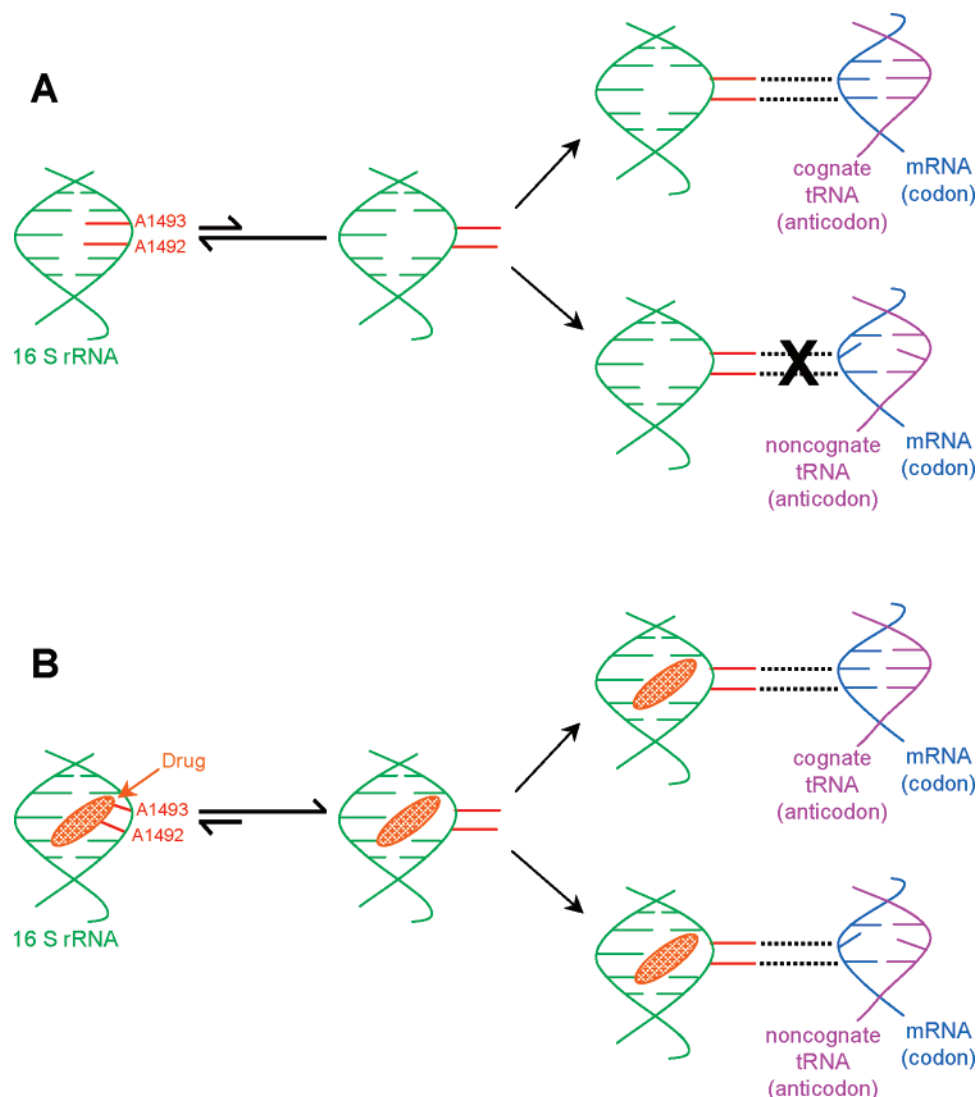 A
A1493
A1492
16 S rRNA
cognate
tRNA
(anticodon)
mRNA
(codon)
X
noncognate
tRNA
(anticodon)
mRNA
(codon)
B
Drug
A1493
A1492
16 S rRNA
cognate
tRNA
(anticodon)
mRNA
(codon)
noncognate
tRNA
(anticodon)
mRNA
(codon)